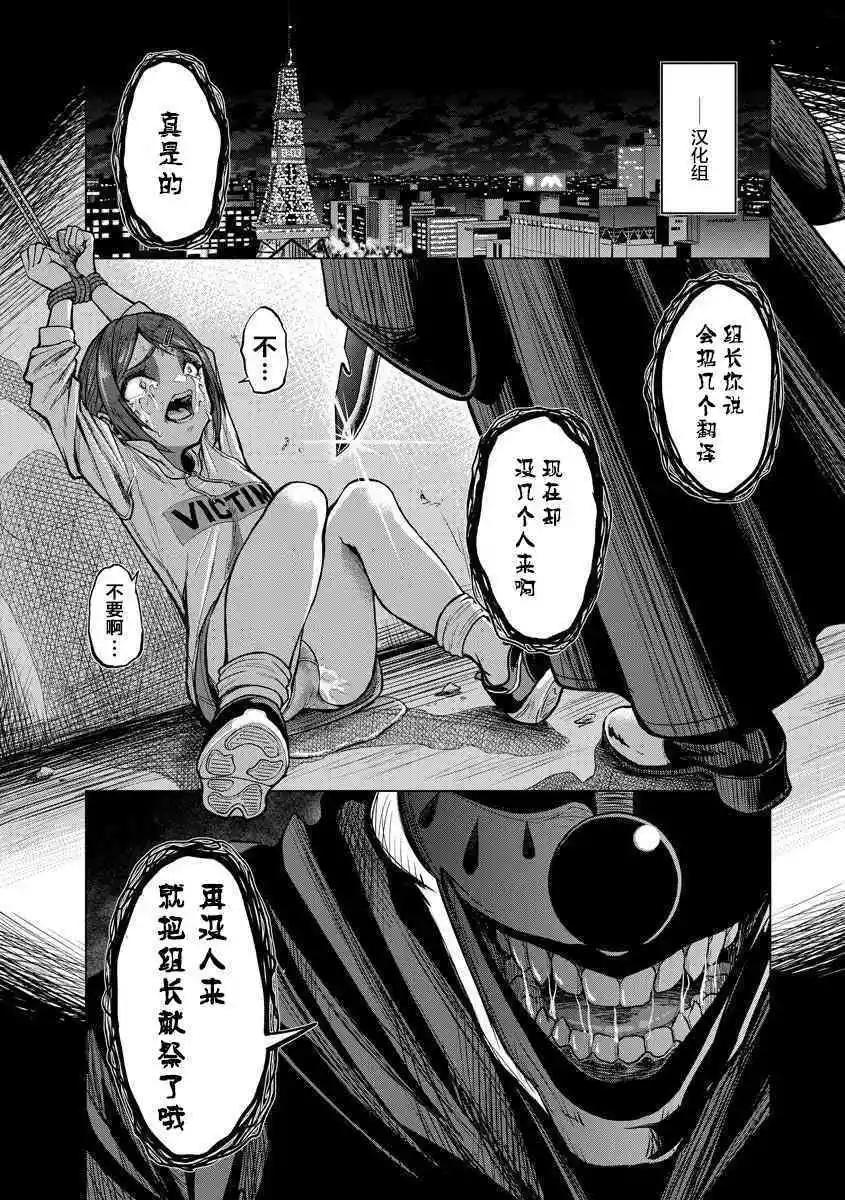 ——汉化组
真是的
组长你说
会招几个翻译
现在却
没几个人来啊
不…
VICTIM
不要啊…
再没人来
就把组长献祭了哦